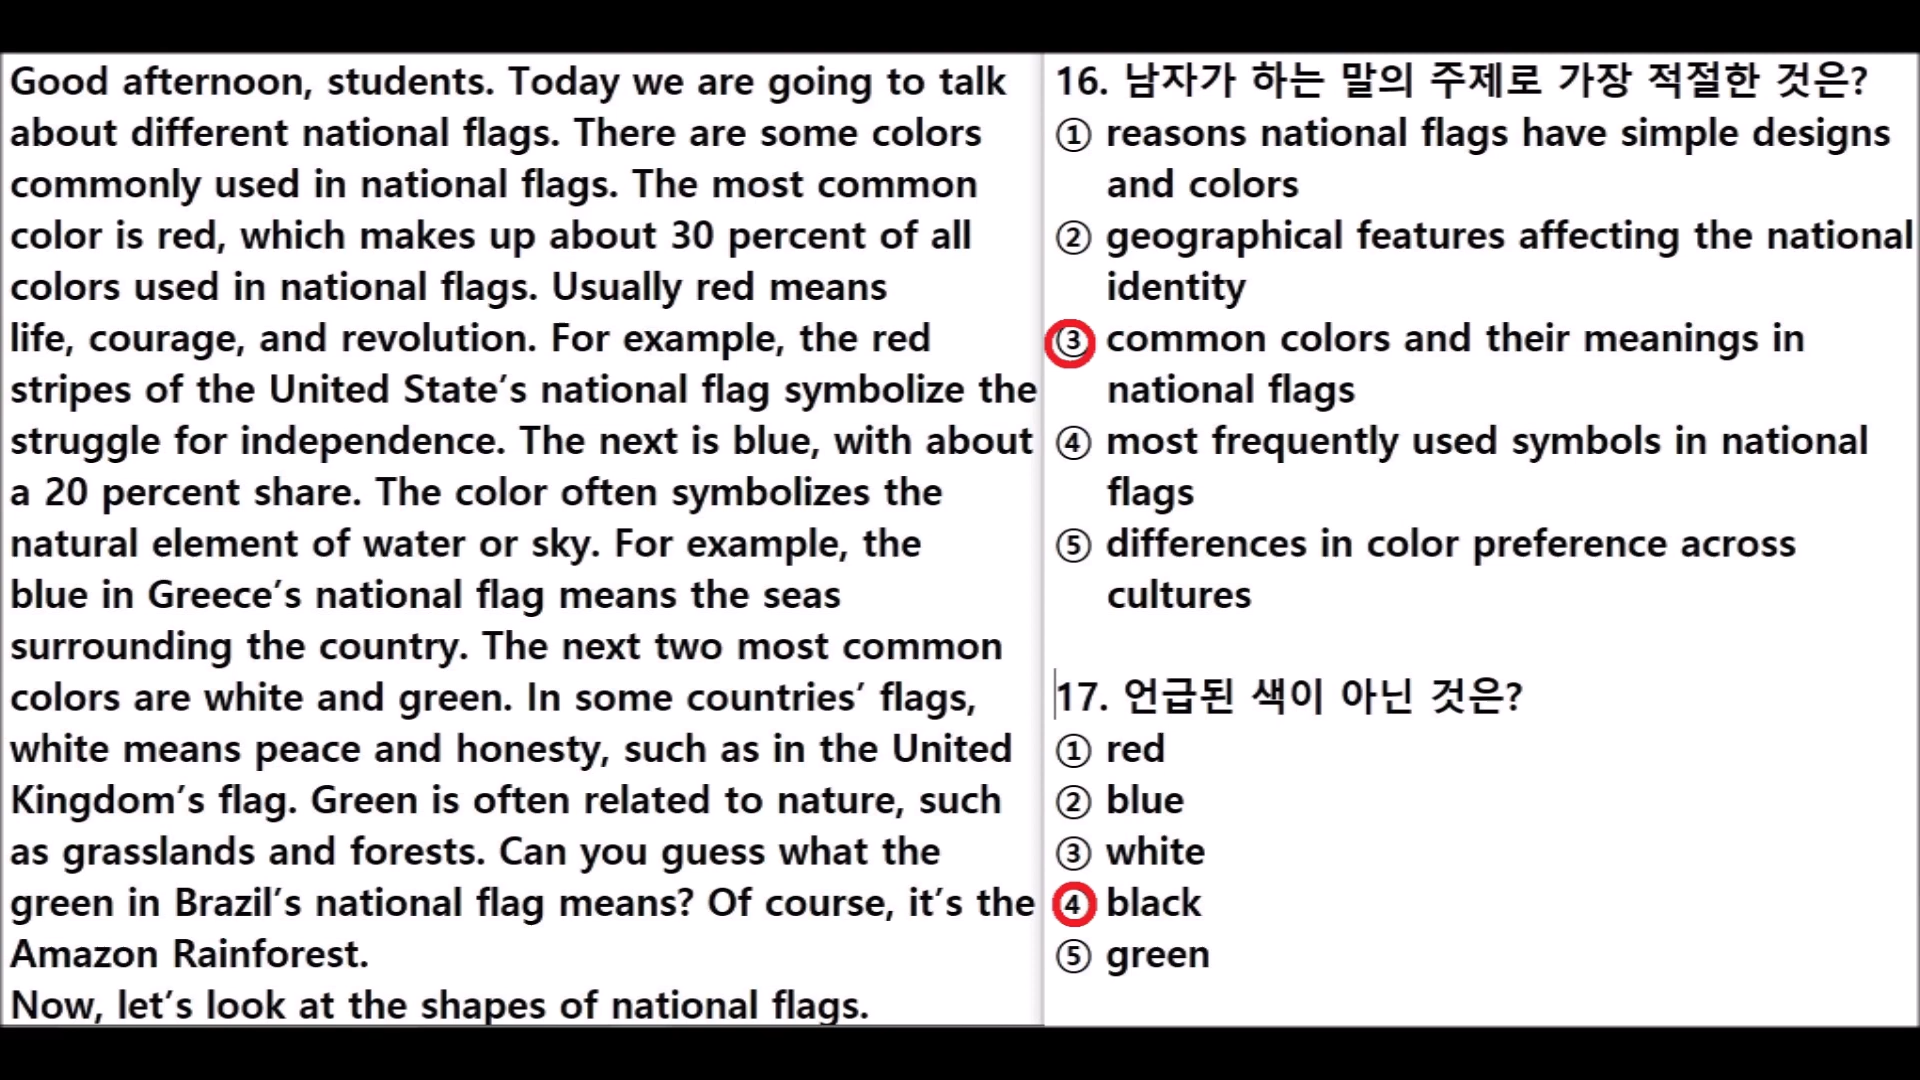 Good afternoon, students. Today we are going to talk
about different national flags. There are some colors
commonly used in national flags. The most common
color is red, which makes up about 30 percent of all
colors used in national flags. Usually red means
life, courage, and revolution. For example, the red
stripes of the United State’s national flag symbolize the
struggle for independence. The next is blue, with about
a 20 percent share. The color often symbolizes the
natural element of water or sky. For example, the
blue in Greece’s national flag means the seas
surrounding the country. The next two most common
colors are white and green. In some countries’ flags,
white means peace and honesty, such as in the United
Kingdom’s flag. Green is often related to nature, such
as grasslands and forests. Can you guess what the
green in Brazil’s national flag means? Of course, it’s the
Amazon Rainforest.
Now, let’s look at the shapes of national flags.
16. 남자가 하는 말의 주제로 가장 적절한 것은?
① reasons national flags have simple designs
and colors
② geographical features affecting the national
identity
③ common colors and their meanings in
national flags
④ most frequently used symbols in national
flags
⑤ differences in color preference across
cultures
17. 언급된 색이 아닌 것은?
① red
② blue
③ white
④ black
⑤ green